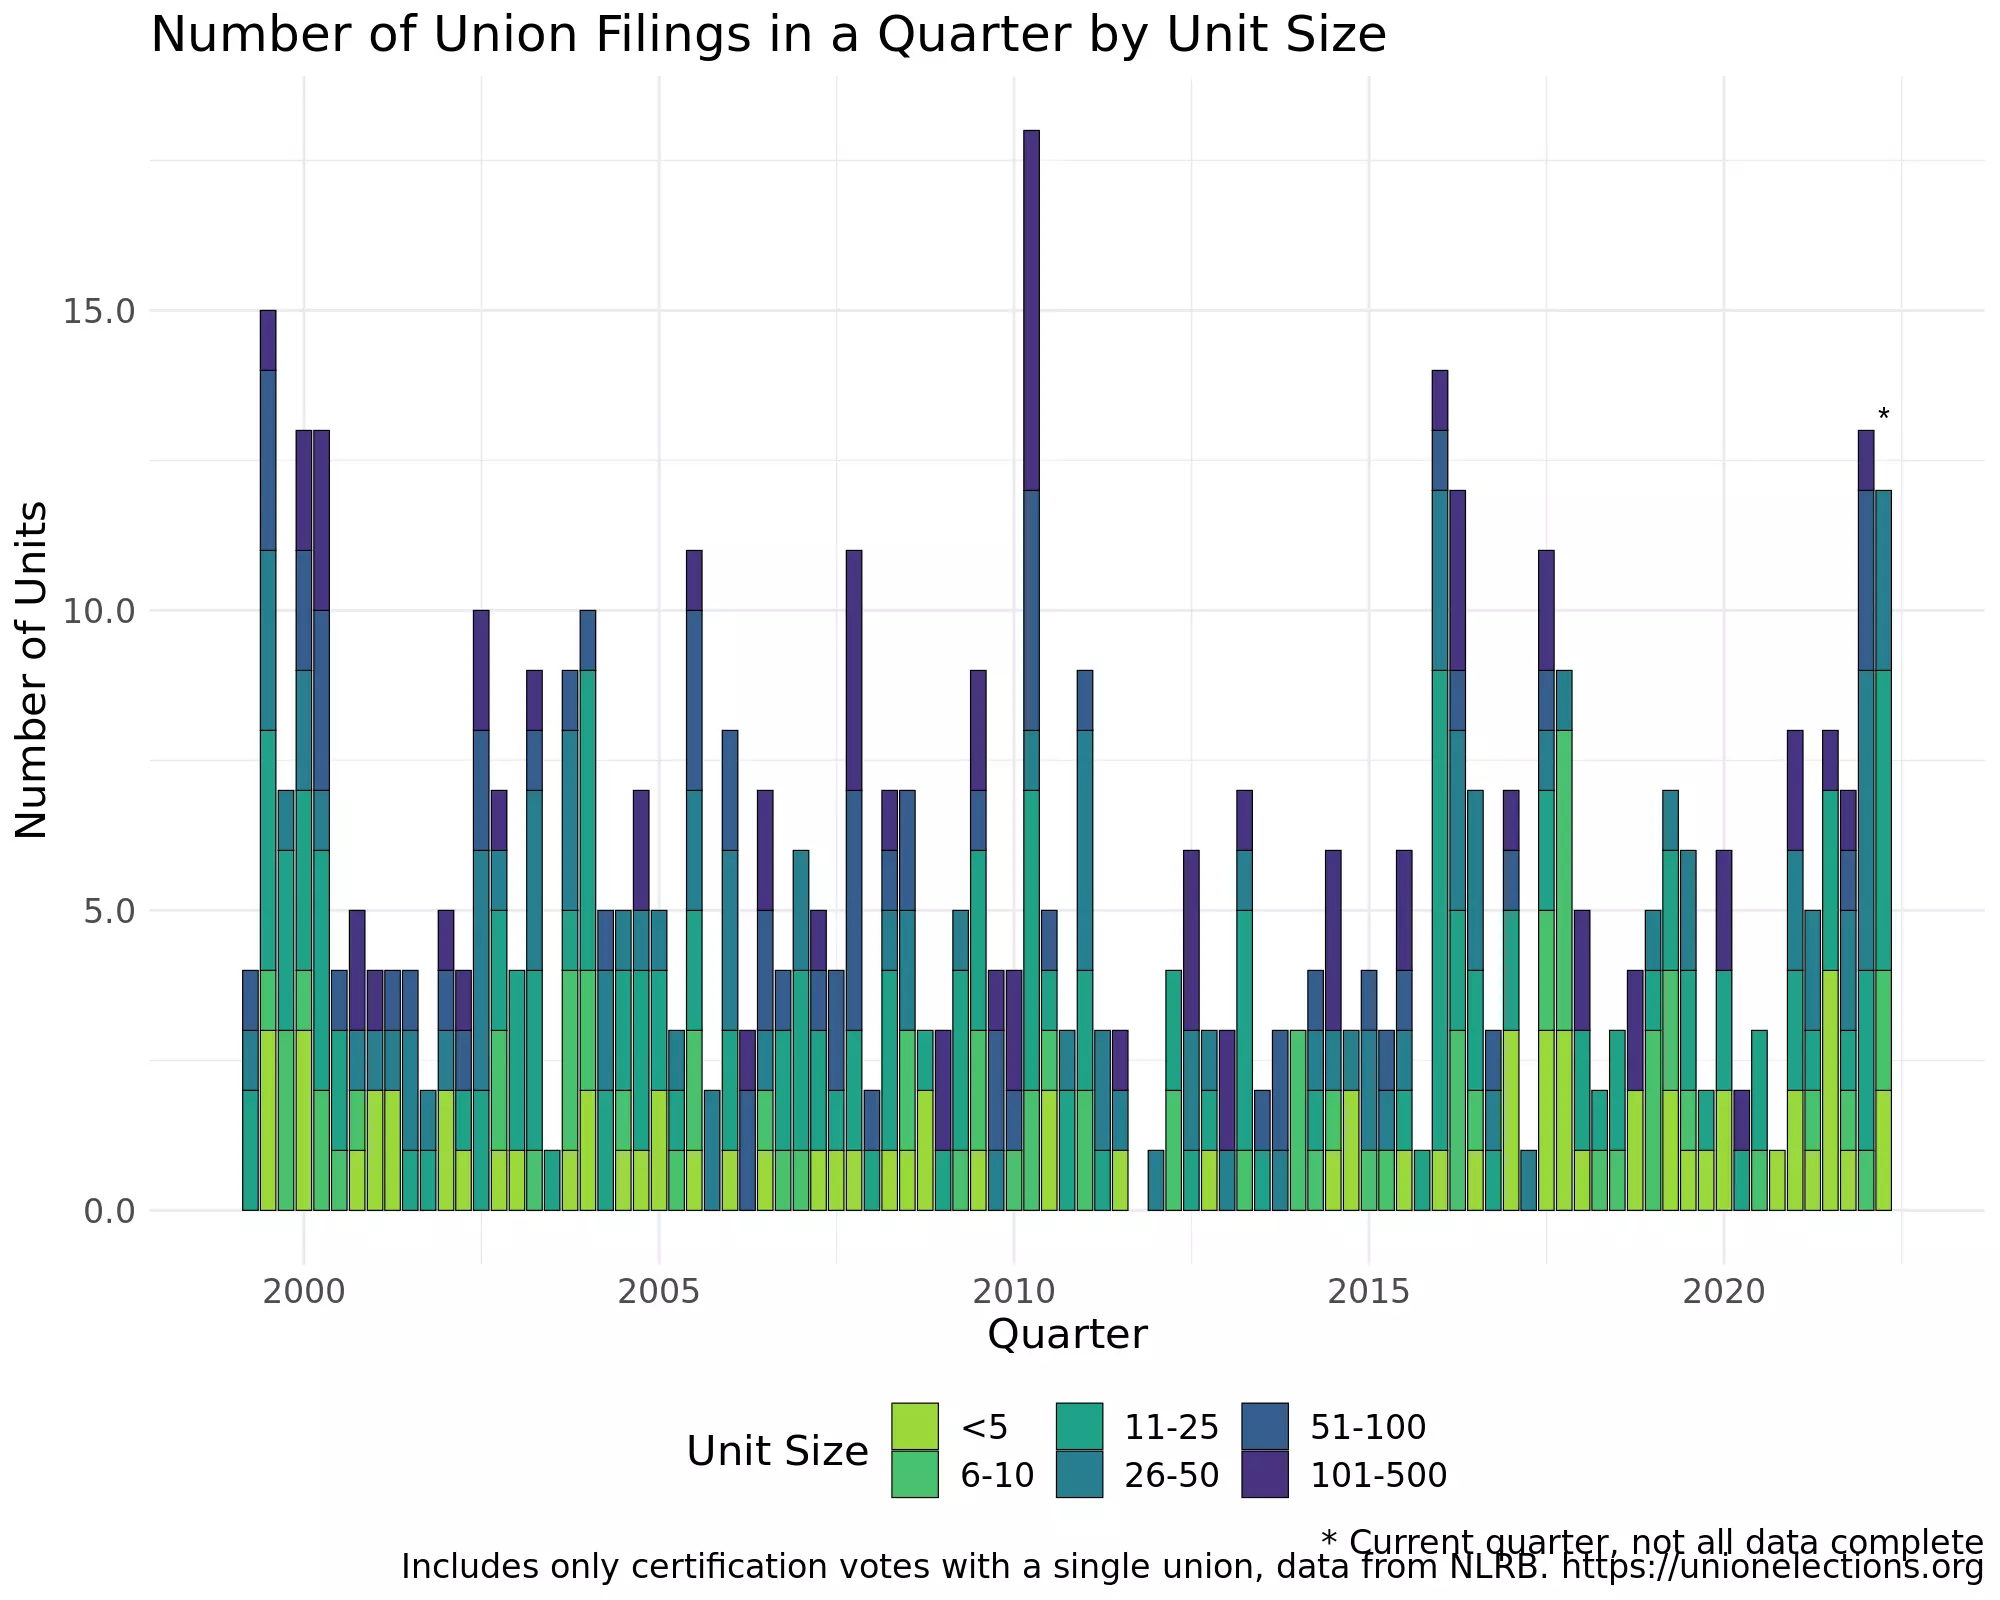 Number of Union Filings in a Quarter by Unit Size
Number of Units
15.0
10.0
5.0
0.0
*
2000 2005 2010 2015 2020
Quarter
Unit Size
<5 11-25 51-100
6-10 26-50 101-500
* Current quarter, not all data complete
Includes only certification votes with a single union, data from NLRB. https://unionelections.org